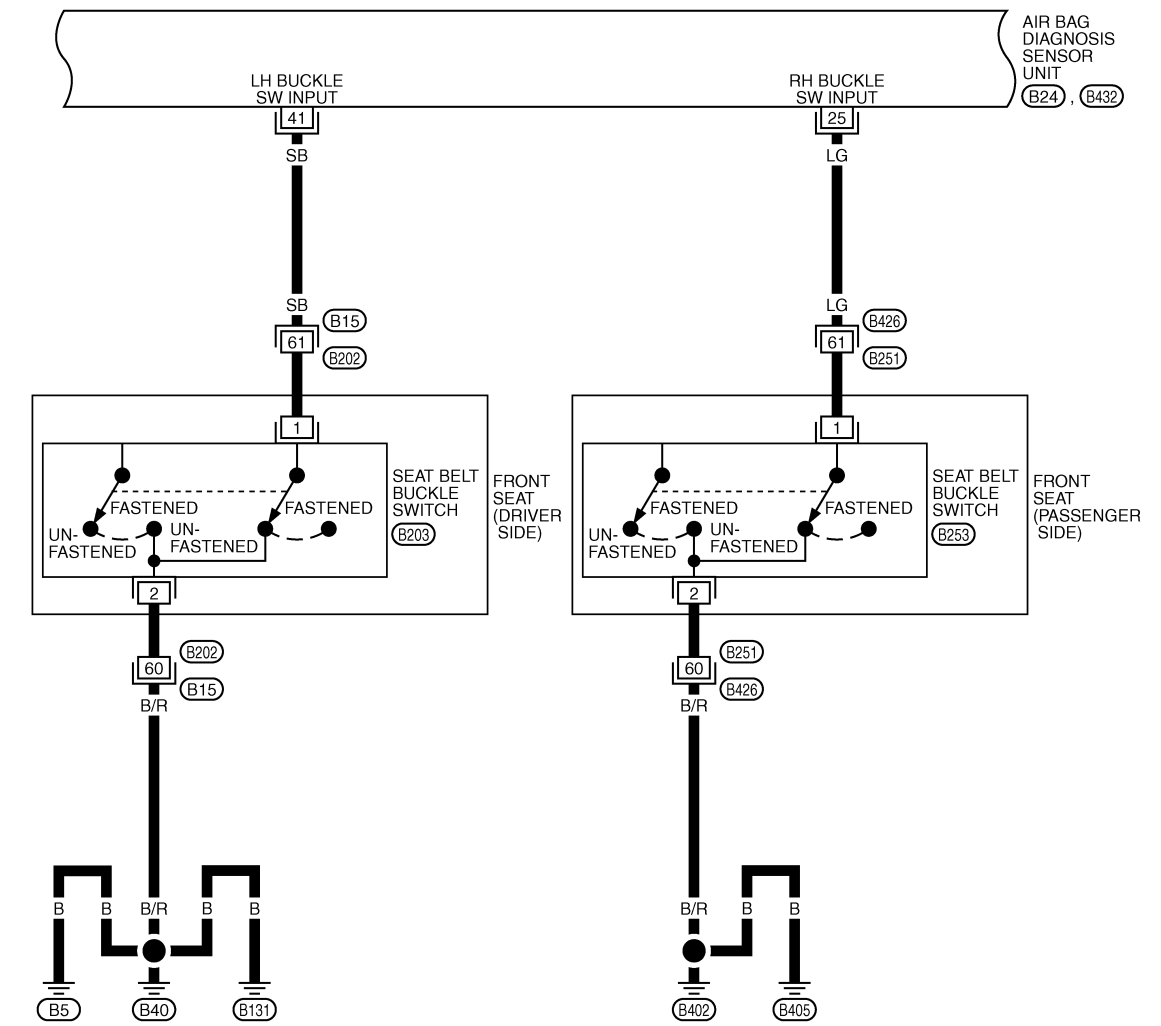 AIR BAG
DIAGNOSIS
SENSOR
UNIT
B24 , B432
LH BUCKLE
SW INPUT
RH BUCKLE
SW INPUT
41
25
SB
LG
SB
LG
B15
B426
61
61
B202
B251
1
1
SEAT BELT
BUCKLE
SWITCH
B203
FRONT
SEAT
(DRIVER
SIDE)
FASTENED
FASTENED
UN-
FASTENED
UN-
FASTENED
SEAT BELT
BUCKLE
SWITCH
B253
FRONT
SEAT
(PASSENGER
SIDE)
FASTENED
FASTENED
UN-
FASTENED
UN-
FASTENED
2
2
B202
B251
60
60
B15
B426
B/R
B/R
B B B/R B B
B/R B B
B5 B40 B131
B402 B405